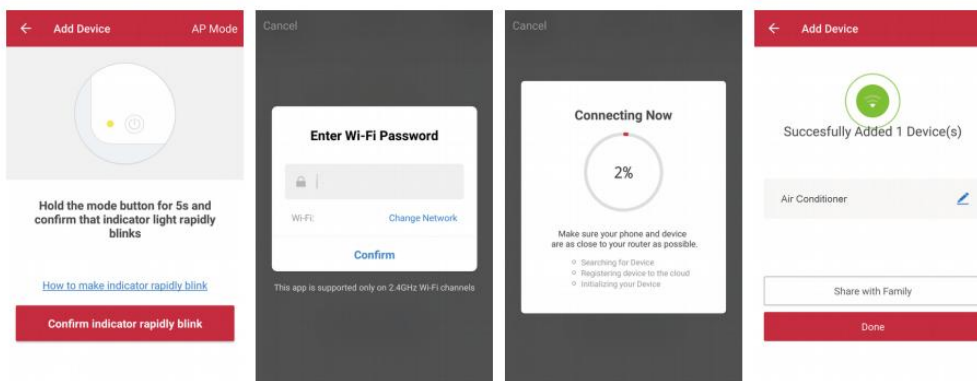 Add Device
AP Mode
Hold the mode button for 5s and
confirm that indicator light rapidly
blinks
How to make indicator rapidly blink
Confirm indicator rapidly blink
Cancel
Enter Wi-Fi Password
Wi-Fi:
Change Network
Confirm
This app is supported only on 2.4GHz Wi-Fi channels
Cancel
Connecting Now
2%
Make sure your phone and device
are as close to your router as possible.
Searching for Device
Registering device to the cloud
Initializing your Device
Add Device
Succesfully Added 1 Device(s)
Air Conditioner
Share with Family
Done